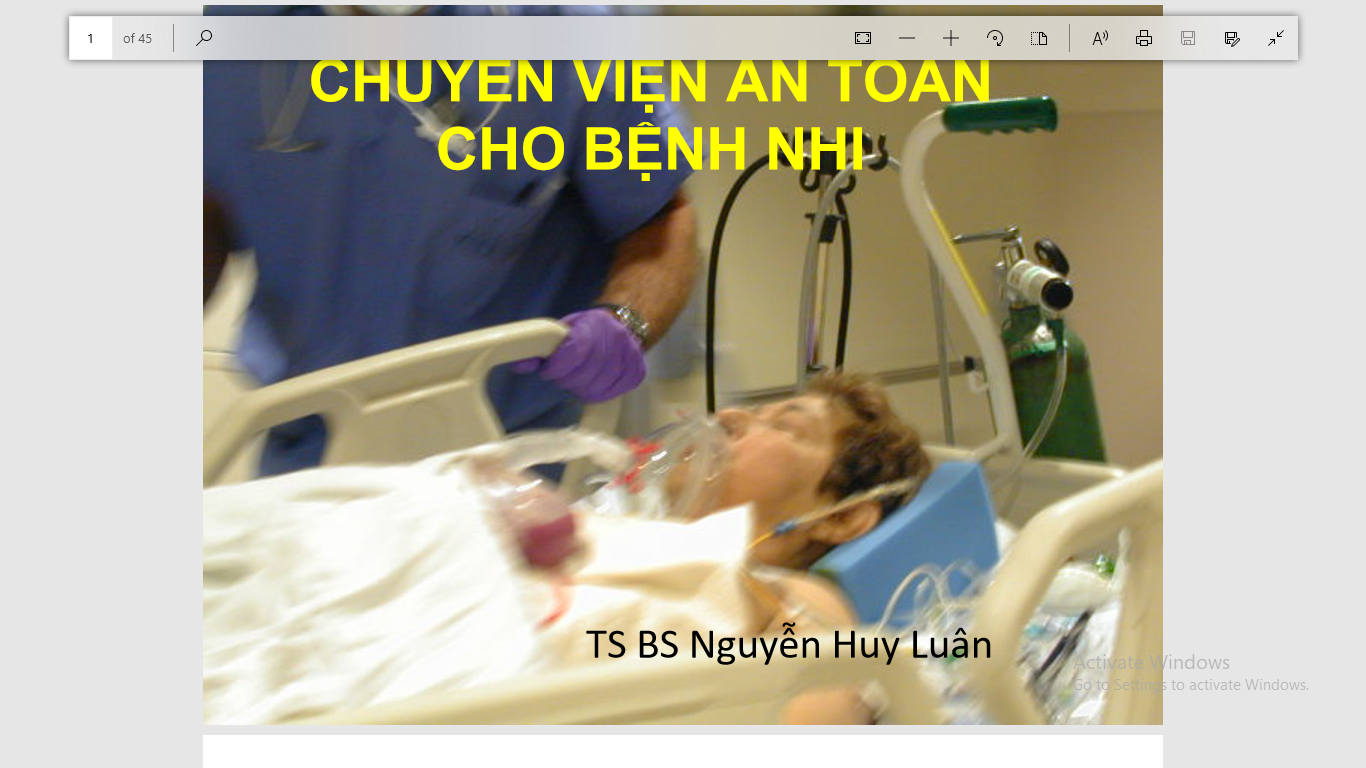 1 of 45
CHUYỂN VIỆN AN TOÀN
CHO BỆNH NHI
TS BS Nguyễn Huy Luân
Activate Windows
Go to Settings to activate Windows.